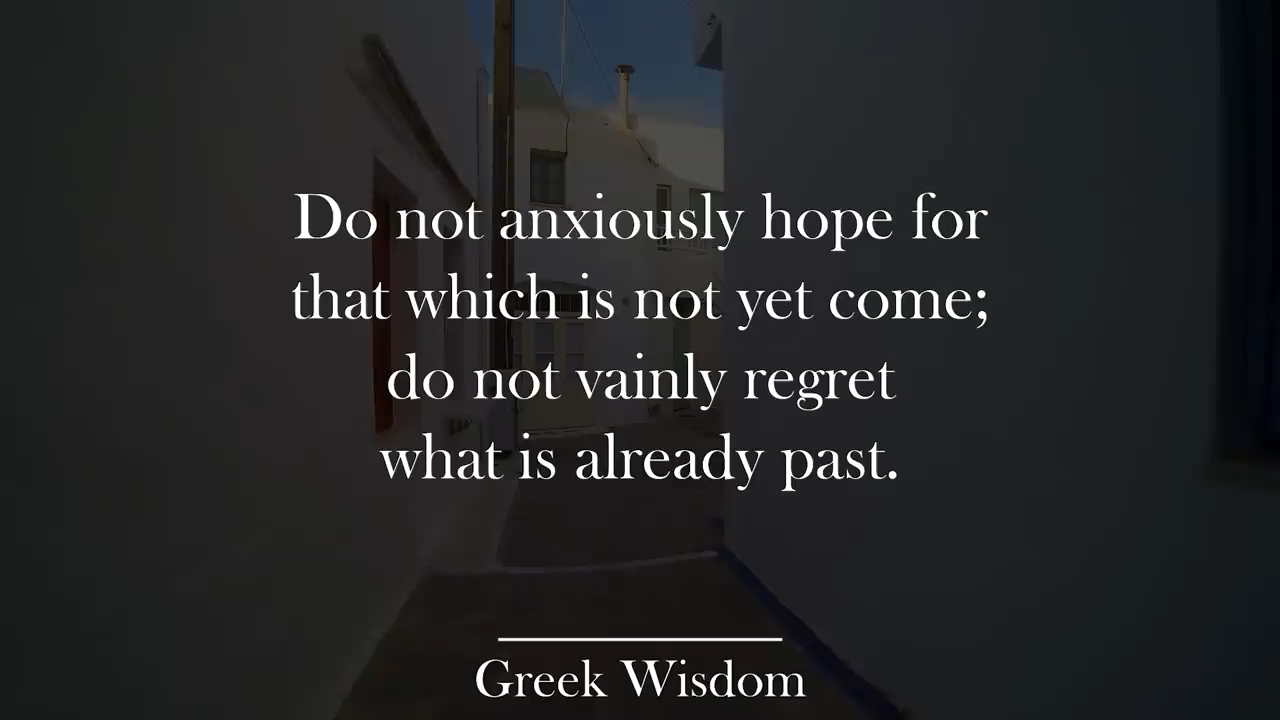 Do not anxiously hope for
that which is not yet come;
do not vainly regret
what is already past.
Greek Wisdom